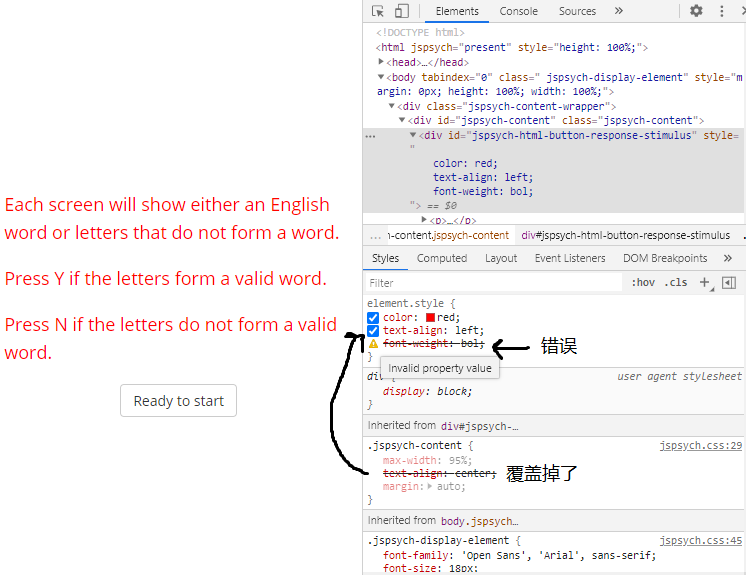 Elements Console Sources »
<!DOCTYPE html>
<html jspsych="present" style="height: 100%;">
<head>…</head>
<body tabindex="0" class=" jspsych-display-element" style="m
argin: 0px; height: 100%; width: 100%;">
<div class="jspsych-content-wrapper">
<div id="jspsych-content" class="jspsych-content">
… <div id="jspsych-html-button-response-stimulus" style=
"
color: red;
text-align: left;
font-weight: bol;
"> == $0
<p>…</p>
Each screen will show either an English
word or letters that do not form a word.
Press Y if the letters form a valid word.
Press N if the letters do not form a valid
word.
Ready to start
… n-content.jspsych-content div#jspsych-html-button-response-stimulus …
Styles Computed Layout Event Listeners DOM Breakpoints »
Filter :hov .cls +
element.style {
color: red;
text-align: left;
font-weight: bol;
错误
}
Invalid property value
div { user agent stylesheet
display: block;
}
Inherited from div#jspsych-…
.jspsych-content { jspsych.css:29
max-width: 95%;
text-align: center;
覆盖掉了
margin: auto;
}
Inherited from body.jspsych…
.jspsych-display-element { jspsych.css:45
font-family: 'Open Sans', 'Arial', sans-serif;
font-size: 18px;